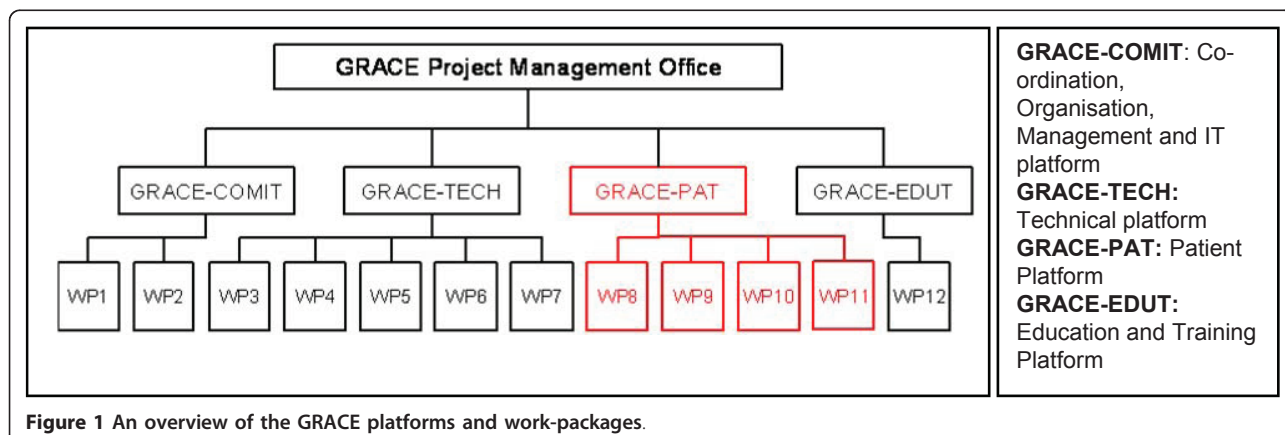 GRACE Project Management Office
GRACE-COMIT GRACE-TECH GRACE-PAT GRACE-EDUT
WP1 WP2 WP3 WP4 WP5 WP6 WP7 WP8 WP9 WP10 WP11 WP12
GRACE-COMIT: Co-
ordination,
Organisation,
Management and IT
platform
GRACE-TECH:
Technical platform
GRACE-PAT: Patient
Platform
GRACE-EDUT:
Education and Training
Platform
Figure 1 An overview of the GRACE platforms and work-packages.